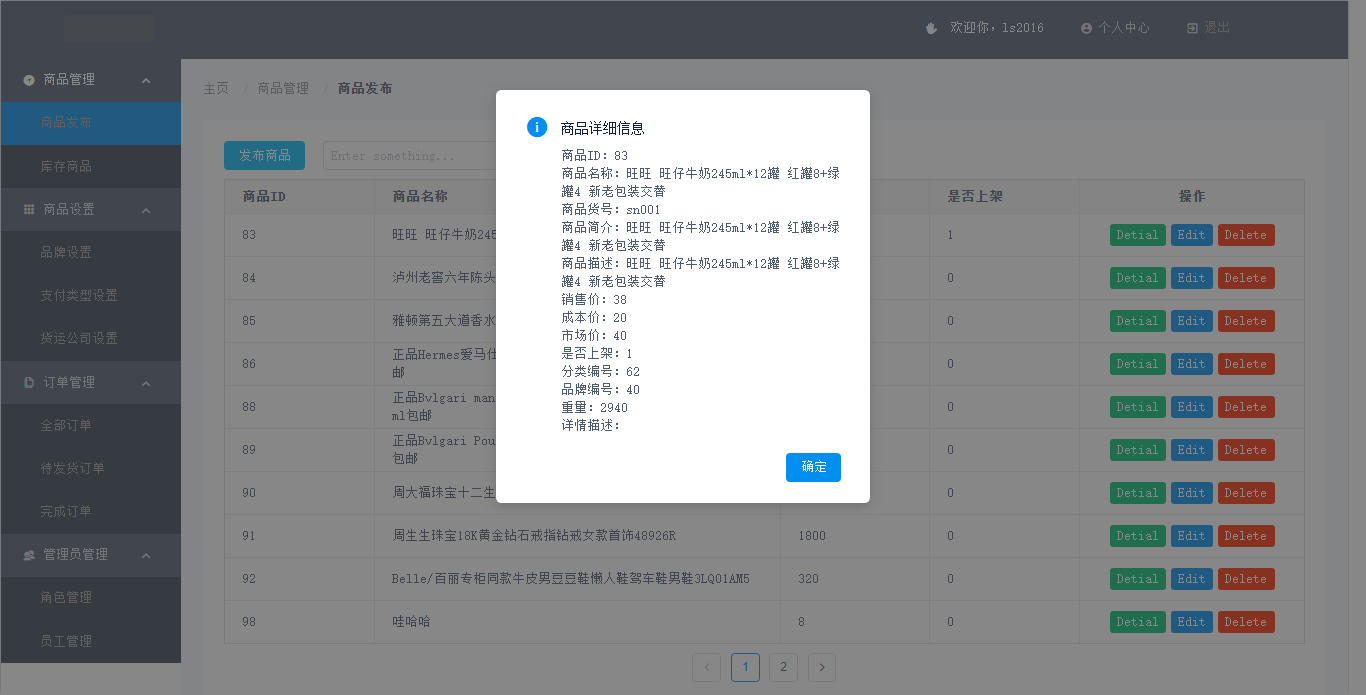 欢迎你，ls2016 个人中心 退出
商品管理
商品发布
库存商品
商品设置
品牌设置
支付类型设置
货运公司设置
订单管理
全部订单
待发货订单
完成订单
管理员管理
角色管理
员工管理
主页 / 商品管理 / 商品发布
发布商品 Enter something...
商品ID 商品名称 是否上架 操作
83 旺旺 旺仔牛奶245 1 Detial Edit Delete
84 泸州老窖六年陈头 0 Detial Edit Delete
85 雅顿第五大道香水 0 Detial Edit Delete
86 正品Hermes爱马仕
邮 0 Detial Edit Delete
88 正品Bvlgari man
ml包邮 0 Detial Edit Delete
89 正品Bvlgari Pou
包邮 0 Detial Edit Delete
90 周大福珠宝十二生 0 Detial Edit Delete
91 周生生珠宝18K黄金钻石戒指钻戒女款首饰48926R 1800 0 Detial Edit Delete
92 Belle/百丽专柜同款牛皮男豆豆鞋懒人鞋驾车鞋男鞋3LQ01AM5 320 0 Detial Edit Delete
98 哇哈哈 8 0 Detial Edit Delete
1 2
商品详细信息
商品ID: 83
商品名称: 旺旺 旺仔牛奶245ml*12罐 红罐8+绿
罐4 新老包装交替
商品货号: sn001
商品简介: 旺旺 旺仔牛奶245ml*12罐 红罐8+绿
罐4 新老包装交替
商品描述: 旺旺 旺仔牛奶245ml*12罐 红罐8+绿
罐4 新老包装交替
销售价: 38
成本价: 20
市场价: 40
是否上架: 1
分类编号: 62
品牌编号: 40
重量: 2940
详情描述:
确定